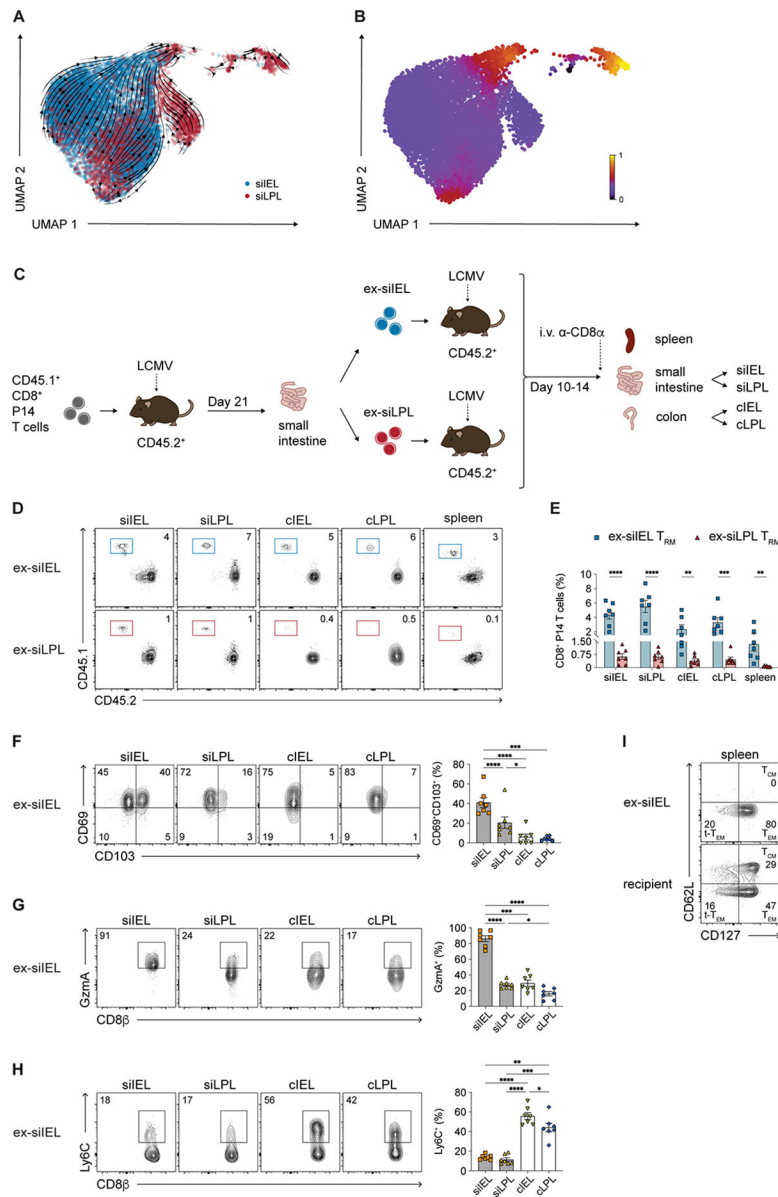 A
UMAP 2
UMAP 1
siIEL
siLPL
B
UMAP 2
UMAP 1
1
0
C
CD45.1⁺
CD8⁺
P14
T cells
LCMV
CD45.2⁺
Day 21
small
intestine
ex-siIEL
LCMV
CD45.2⁺
ex-siLPL
LCMV
CD45.2⁺
i.v. α-CD8α
Day 10-14
spleen
small
intestine
siIEL
siLPL
colon
cIEL
cLPL
D
siIEL siLPL cIEL cLPL spleen
ex-siIEL
4 7 5 6 3
ex-siLPL
1 1 0.4 0.5 0.1
CD45.1
CD45.2
E
ex-siIEL TRM ex-siLPL TRM
CD8⁺ P14 T cells (%)
**** **** ** *** **
10
8
6
4
2
1.50
0.75
0
siIEL siLPL cIEL cLPL spleen
F
siIEL siLPL cIEL cLPL
ex-siIEL
45 40 72 16 75 5 83 7
10 5 9 3 19 1 9 1
CD69
CD103
CD69⁺CD103⁺ (%)
***
****
**** *
100
80
60
40
20
0
siIEL siLPL cIEL cLPL
G
siIEL siLPL cIEL cLPL
ex-siIEL
91 24 22 17
GzmA
CD8β
GzmA⁺ (%)
****
***
**** *
100
80
60
40
20
0
siIEL siLPL cIEL cLPL
H
siIEL siLPL cIEL cLPL
ex-siIEL
18 17 56 42
Ly6C
CD8β
Ly6C⁺ (%)
**
***
****
**** *
100
80
60
40
20
0
siIEL siLPL cIEL cLPL
I
spleen
ex-siIEL
TCM
0
20
t-TEM
80
TEM
recipient
TCM
29
16
t-TEM
47
TEM
CD62L
CD127